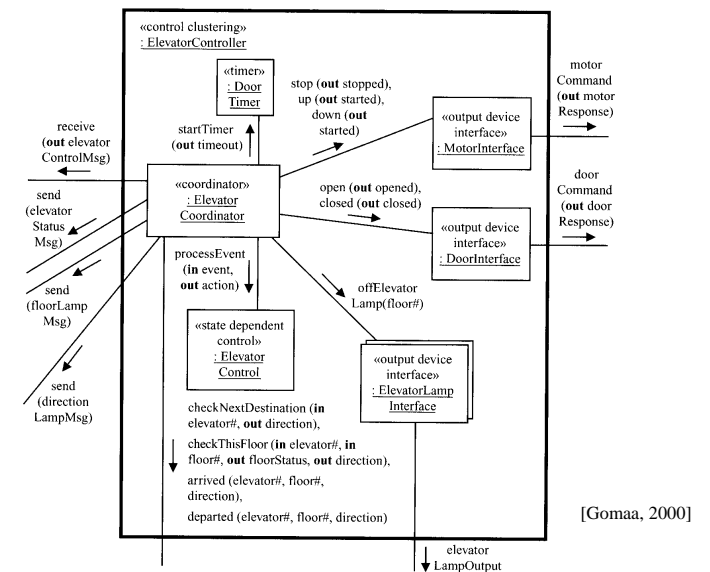 «control clustering»
: ElevatorController
«timer»
: Door
Timer
stop (out stopped),
up (out started),
down (out
started)
motor
Command
(out motor
Response)
receive
(out elevator
ControlMsg)
startTimer
(out timeout)
«output device
interface»
: MotorInterface
«coordinator»
: Elevator
Coordinator
open (out opened),
closed (out closed)
door
Command
(out door
Response)
send
(elevator
Status
Msg)
«output device
interface»
: DoorInterface
processEvent
(in event,
out action)
send
(floorLamp
Msg)
offElevator
Lamp(floor#)
«state dependent
control»
: Elevator
Control
«output device
interface»
: ElevatorLamp
Interface
send
(direction
LampMsg)
checkNextDestination (in
elevator#, out direction),
checkThisFloor (in elevator#, in
floor#, out floorStatus, out direction),
arrived (elevator#, floor#,
direction),
departed (elevator#, floor#, direction)
[Gomaa, 2000]
elevator
LampOutput